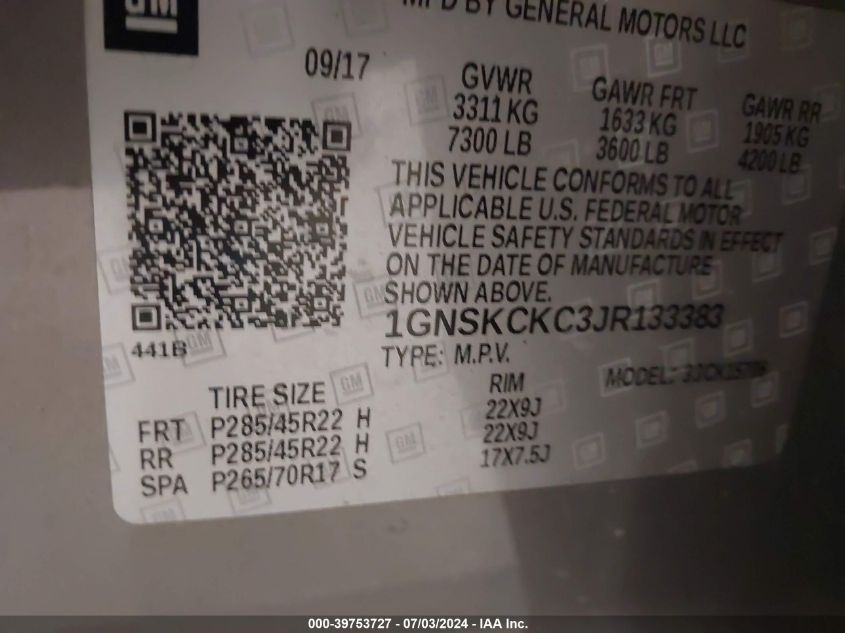 GM
MFD BY GENERAL MOTORS LLC
09/17
GVWR GAWR FRT GAWR RR
3311 KG 1633 KG 1905 KG
7300 LB 3600 LB 4200 LB
THIS VEHICLE CONFORMS TO ALL
APPLICABLE U.S. FEDERAL MOTOR
VEHICLE SAFETY STANDARDS IN EFFECT
ON THE DATE OF MANUFACTURE
SHOWN ABOVE.
1GNSKCKC3JR133383
441B
TYPE: M.P.V.
MODEL:
TIRE SIZE RIM
FRT P285/45R22 H 22X9J
RR P285/45R22 H 22X9J
SPA P265/70R17 S 17X7.5J
000-39753727 - 07/03/2024 - IAA Inc.